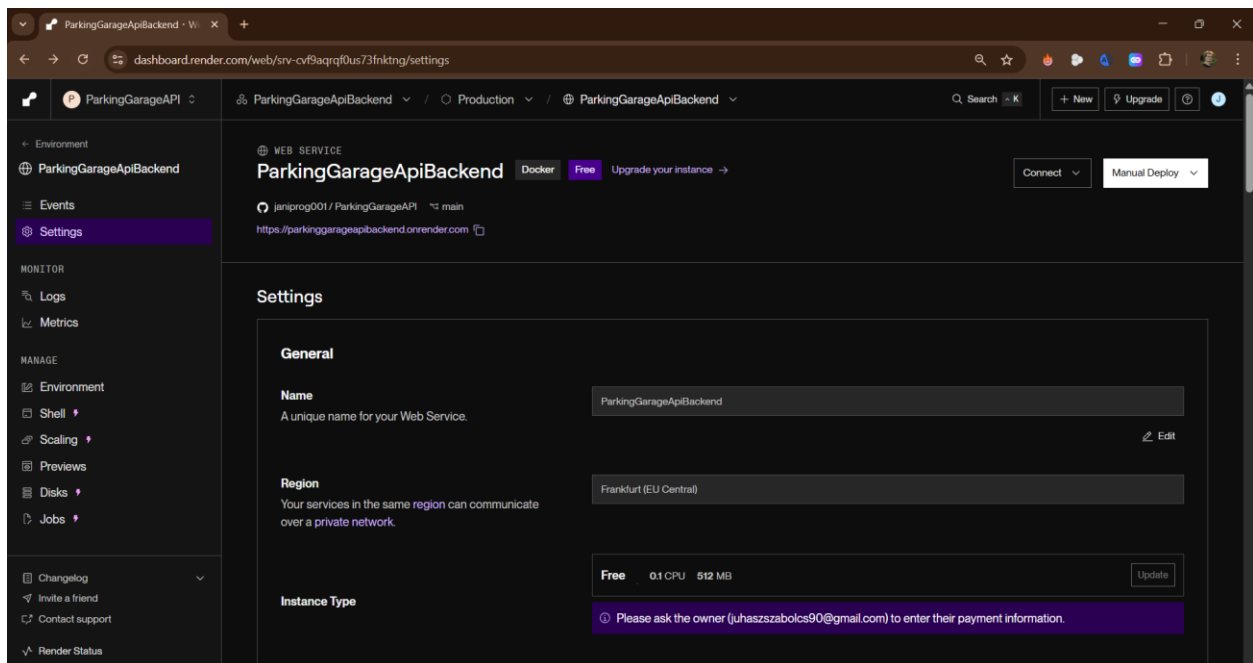 ParkingGarageApiBackend · W
dashboard.render.com/web/srv-cvf9aqrqf0us73fnktng/settings
P ParkingGarageAPI
ParkingGarageApiBackend / Production / ParkingGarageApiBackend
Search ^ K
+ New
Upgrade
J
← Environment
ParkingGarageApiBackend
Events
Settings
MONITOR
Logs
Metrics
MANAGE
Environment
Shell
Scaling
Previews
Disks
Jobs
Changelog
Invite a friend
Contact support
Render Status
WEB SERVICE
ParkingGarageApiBackend Docker Free Upgrade your instance →
Connect
Manual Deploy
janiprog001 / ParkingGarageAPI main
https://parkinggarageapibackend.onrender.com
Settings
General
Name
A unique name for your Web Service.
ParkingGarageApiBackend
Edit
Region
Your services in the same region can communicate
over a private network.
Frankfurt (EU Central)
Instance Type
Free 0.1 CPU 512 MB
Update
Please ask the owner (juhaszszabolcs90@gmail.com) to enter their payment information.